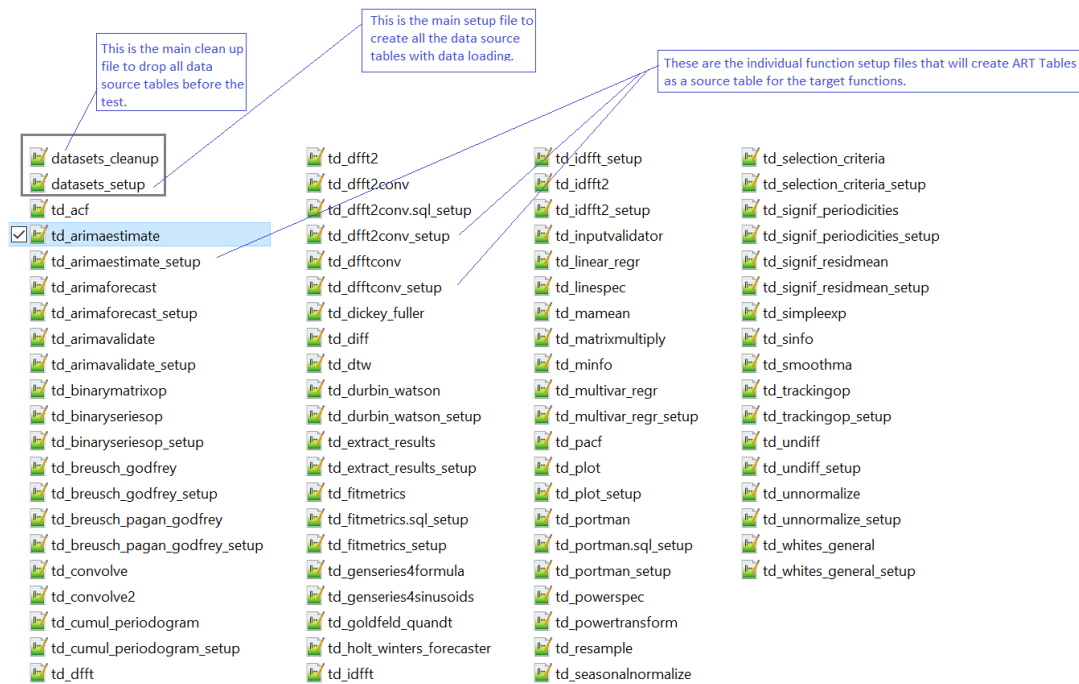 This is the main setup file to
create all the data source
tables with data loading.
This is the main clean up
file to drop all data
source tables before the
test.
These are the individual function setup files that will create ART Tables
as a source table for the target functions.
datasets_cleanup
datasets_setup
td_acf
td_arimaestimate
td_arimaestimate_setup
td_arimaforecast
td_arimaforecast_setup
td_arimavalidate
td_arimavalidate_setup
td_binarymatrixop
td_binaryseriesop
td_binaryseriesop_setup
td_breusch_godfrey
td_breusch_godfrey_setup
td_breusch_pagan_godfrey
td_breusch_pagan_godfrey_setup
td_convolve
td_convolve2
td_cumul_periodogram
td_cumul_periodogram_setup
td_dfft
td_dfft2
td_dfft2conv
td_dfft2conv.sql_setup
td_dfft2conv_setup
td_dfftconv
td_dfftconv_setup
td_dickey_fuller
td_diff
td_dtw
td_durbin_watson
td_durbin_watson_setup
td_extract_results
td_extract_results_setup
td_fitmetrics
td_fitmetrics.sql_setup
td_fitmetrics_setup
td_genseries4formula
td_genseries4sinusoids
td_goldfeld_quandt
td_holt_winters_forecaster
td_idfft
td_idfft_setup
td_idfft2
td_idfft2_setup
td_inputvalidator
td_linear_regr
td_linespec
td_mamean
td_matrixmultiply
td_minfo
td_multivar_regr
td_multivar_regr_setup
td_pacf
td_plot
td_plot_setup
td_portman
td_portman.sql_setup
td_portman_setup
td_powerspec
td_powertransform
td_resample
td_seasonalnormalize
td_selection_criteria
td_selection_criteria_setup
td_signif_periodicities
td_signif_periodicities_setup
td_signif_residmean
td_signif_residmean_setup
td_simpleexp
td_sinfo
td_smoothma
td_trackingop
td_trackingop_setup
td_undiff
td_undiff_setup
td_unnormalize
td_unnormalize_setup
td_whites_general
td_whites_general_setup